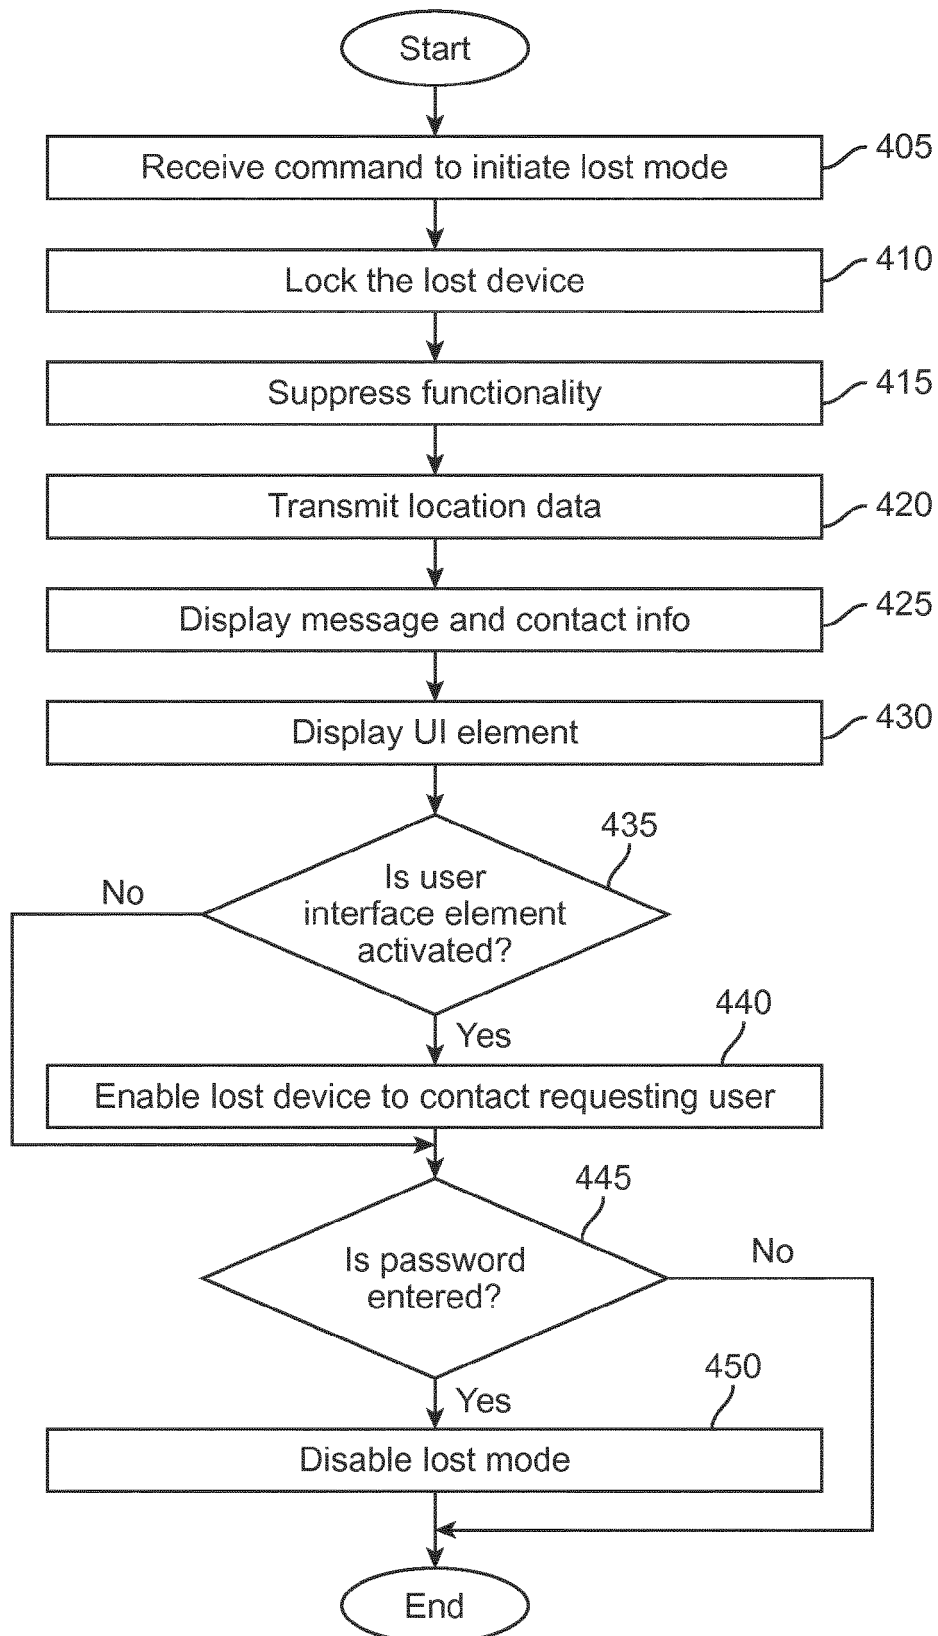 Start
Receive command to initiate lost mode
405
Lock the lost device
410
Suppress functionality
415
Transmit location data
420
Display message and contact info
425
Display UI element
430
435
Is user
interface element
activated?
No
Yes
440
Enable lost device to contact requesting user
445
Is password
entered?
No
Yes
450
Disable lost mode
End